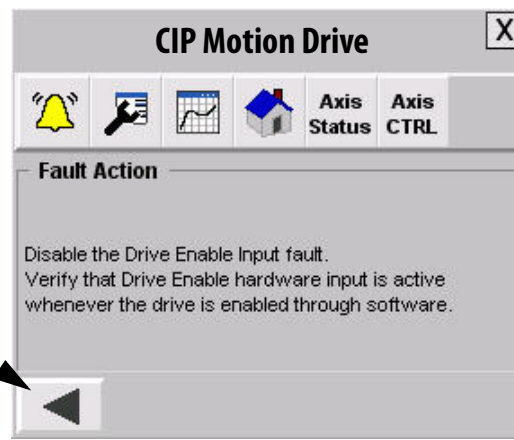 CIP Motion Drive
X
Axis Status
Axis CTRL
Fault Action
Disable the Drive Enable Input fault.
Verify that Drive Enable hardware input is active
whenever the drive is enabled through software.